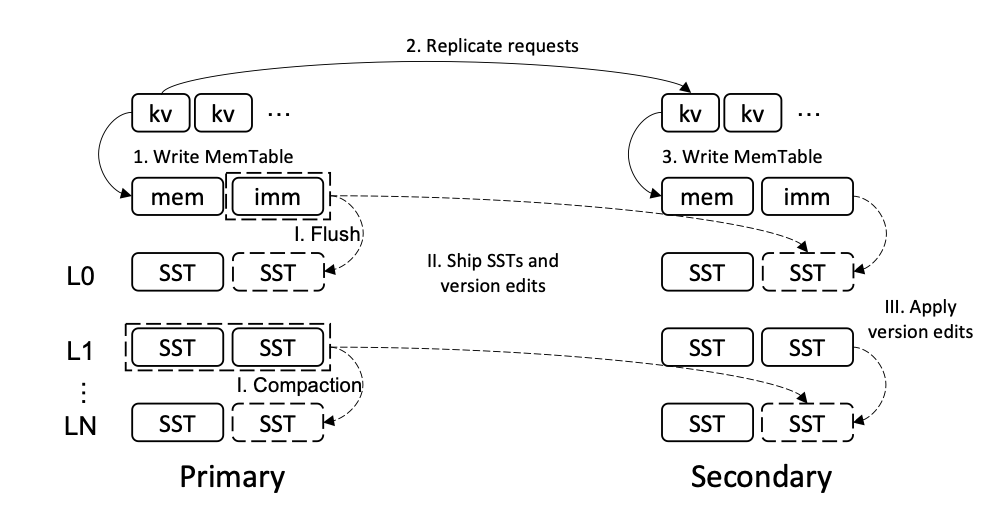 2. Replicate requests
kv kv ... kv kv ...
1. Write MemTable 3. Write MemTable
mem imm mem imm
I. Flush
L0 SST SST SST SST
II. Ship SSTs and
version edits
III. Apply
version edits
L1 SST SST SST SST
I. Compaction
⋮
LN SST SST SST SST
Primary Secondary